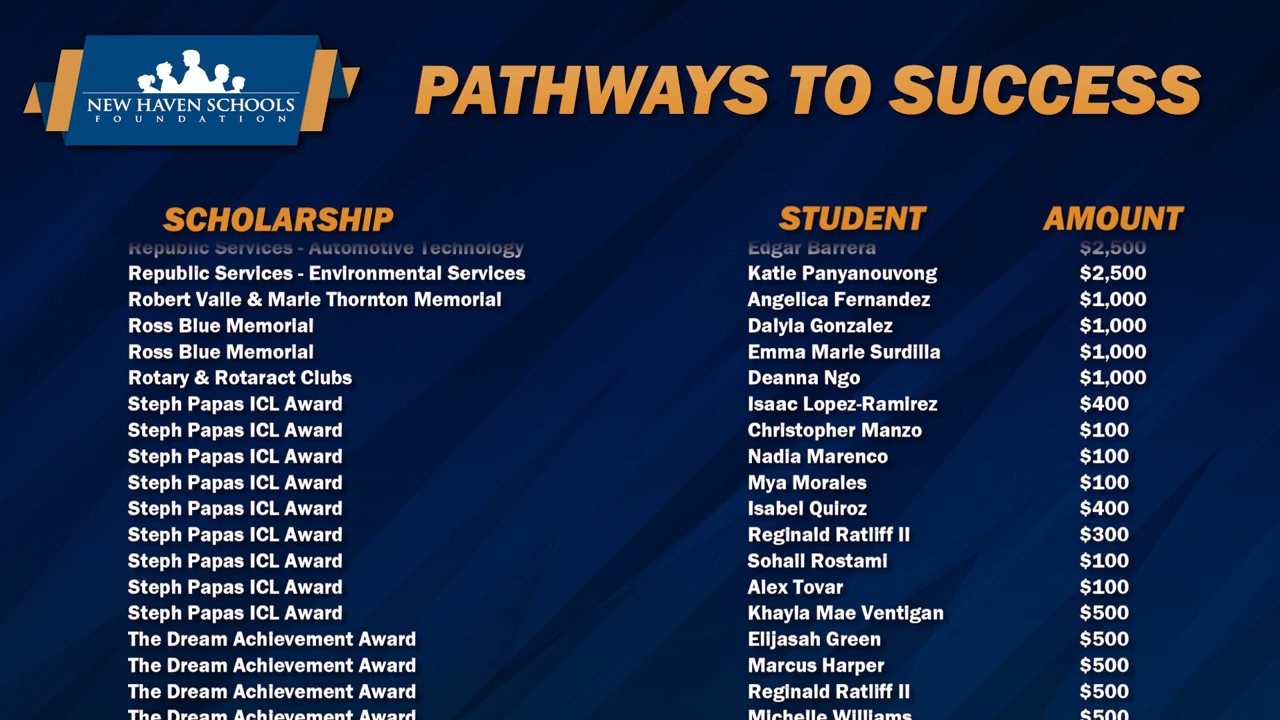 NEW HAVEN SCHOOLS
FOUNDATION
PATHWAYS TO SUCCESS
SCHOLARSHIP STUDENT AMOUNT
Republic Services - Automotive Technology Edgar Barrera $2,500
Republic Services - Environmental Services Katie Panyanouvong $2,500
Robert Valle & Marie Thornton Memorial Angelica Fernandez $1,000
Ross Blue Memorial Dalyla Gonzalez $1,000
Ross Blue Memorial Emma Marie Surdilla $1,000
Rotary & Rotaract Clubs Deanna Ngo $1,000
Steph Papas ICL Award Isaac Lopez-Ramirez $400
Steph Papas ICL Award Christopher Manzo $100
Steph Papas ICL Award Nadia Marenco $100
Steph Papas ICL Award Mya Morales $100
Steph Papas ICL Award Isabel Quiroz $400
Steph Papas ICL Award Reginald Ratliff II $300
Steph Papas ICL Award Sohail Rostami $100
Steph Papas ICL Award Alex Tovar $100
Steph Papas ICL Award Khayla Mae Ventigan $500
The Dream Achievement Award Elijasah Green $500
The Dream Achievement Award Marcus Harper $500
The Dream Achievement Award Reginald Ratliff II $500
The Dream Achievement Award Michelle Williams $500